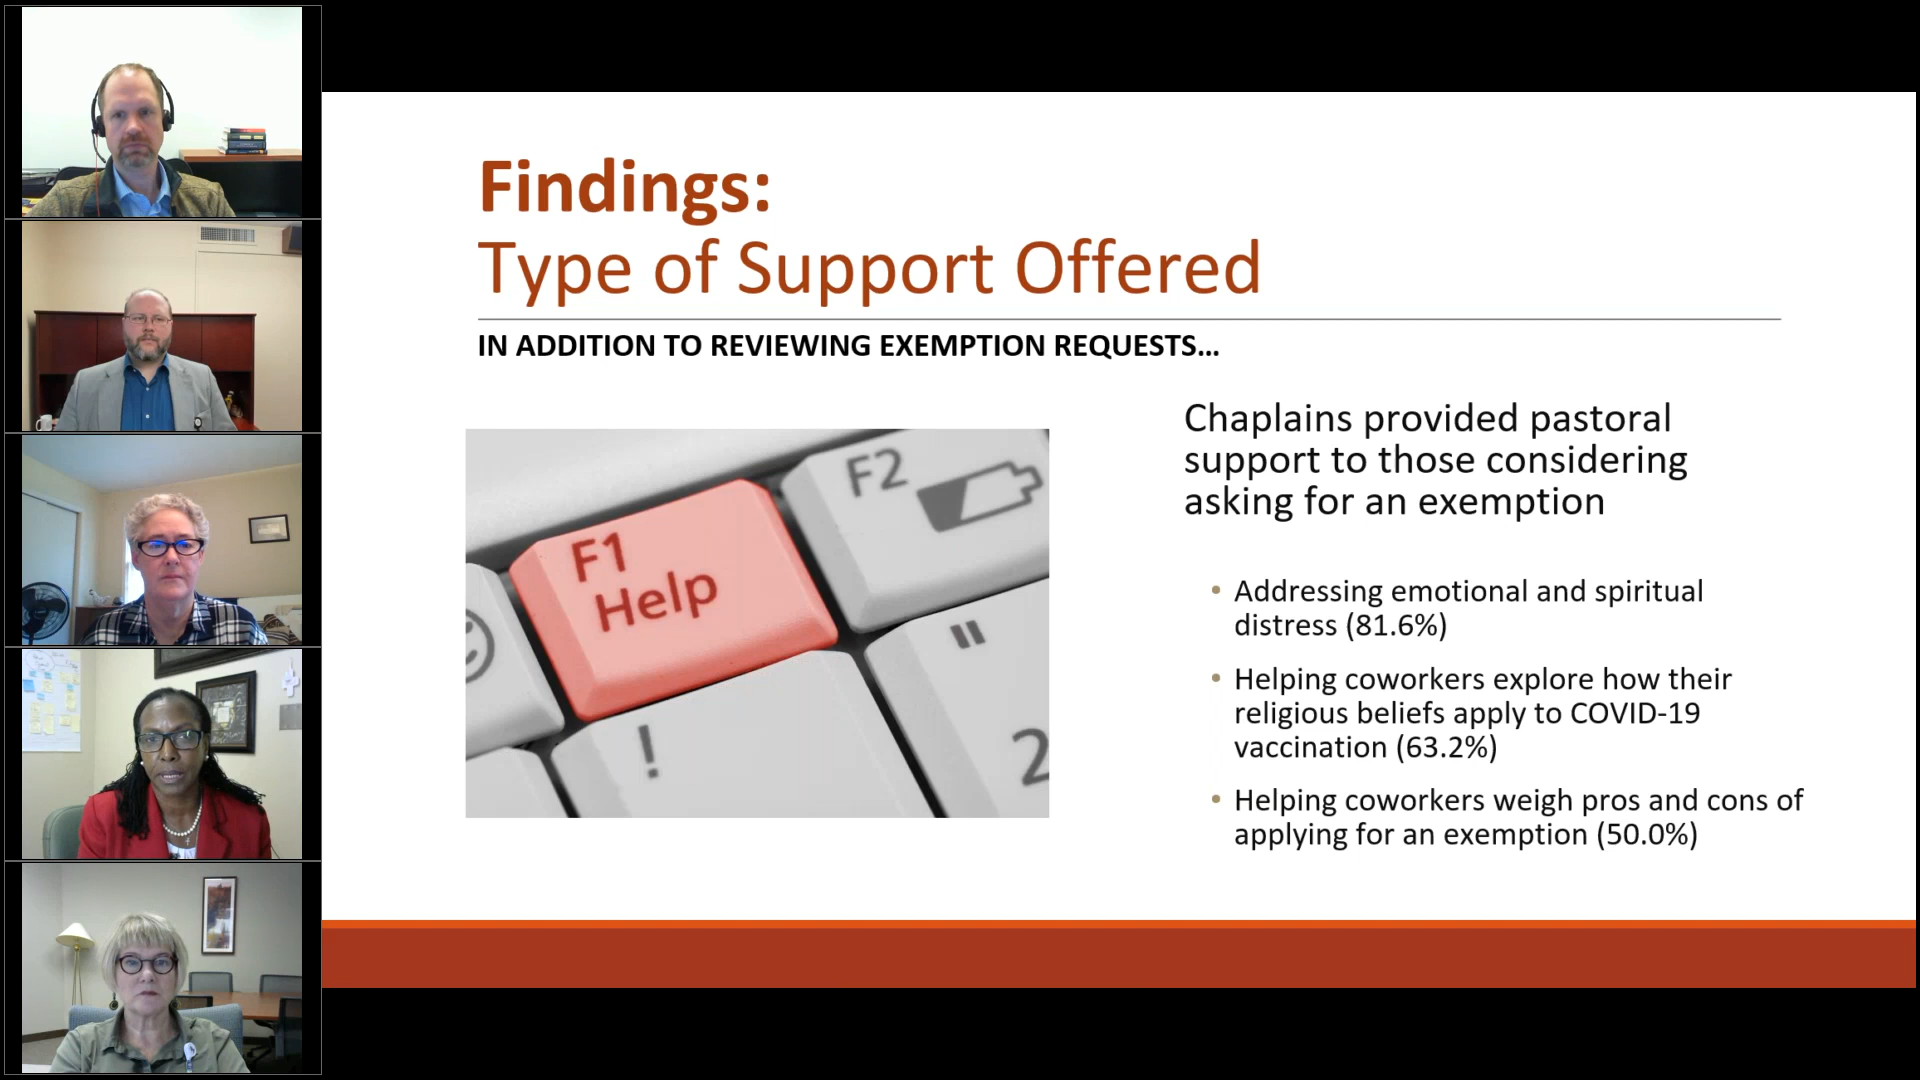 Findings:
Type of Support Offered
IN ADDITION TO REVIEWING EXEMPTION REQUESTS...
F1
Help
F2
"
!
2
Chaplains provided pastoral
support to those considering
asking for an exemption
• Addressing emotional and spiritual
distress (81.6%)
• Helping coworkers explore how their
religious beliefs apply to COVID-19
vaccination (63.2%)
• Helping coworkers weigh pros and cons of
applying for an exemption (50.0%)